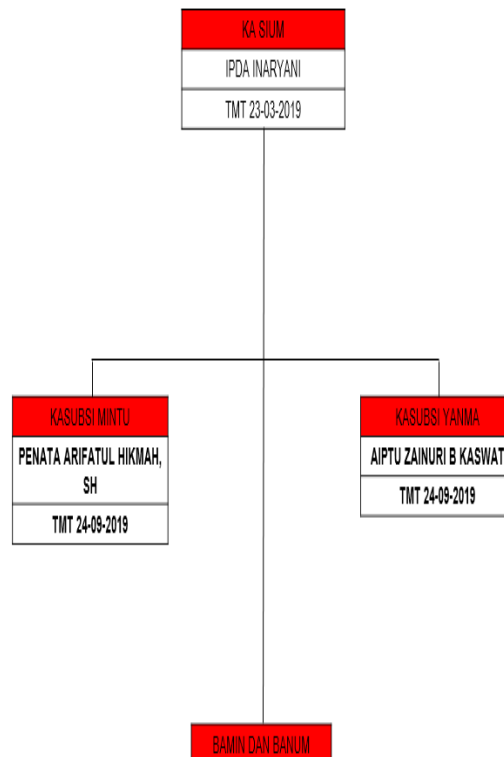 KA SIUM
IPDA INARYANI
TMT 23-03-2019
KASUBSI MINTU
PENATA ARIFATUL HIKMAH,
SH
TMT 24-09-2019
KASUBSI YANMA
AIPTU ZAINURI B KASWAT
TMT 24-09-2019
BAMIN DAN BANUM